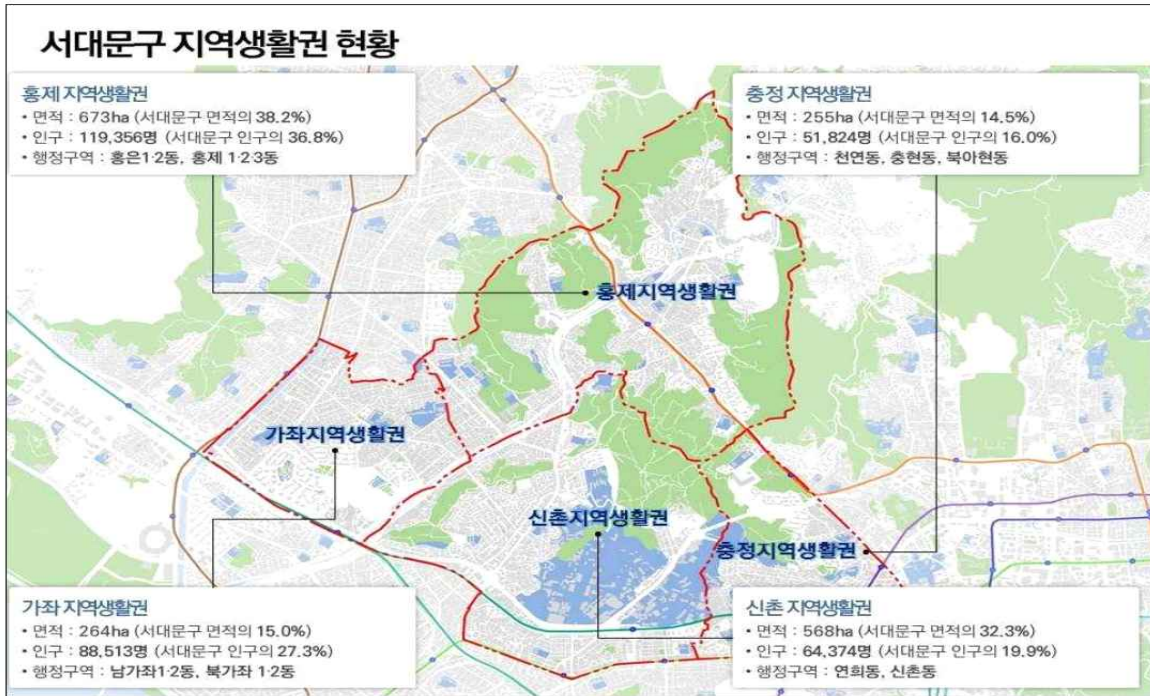 서대문구 지역생활권 현황
홍제 지역생활권
• 면적 : 673ha (서대문구 면적의 38.2%)
• 인구 : 119,356명 (서대문구 인구의 36.8%)
• 행정구역 : 홍은1·2동, 홍제 1·2·3동
충정 지역생활권
• 면적 : 255ha (서대문구 면적의 14.5%)
• 인구 : 51,824명 (서대문구 인구의 16.0%)
• 행정구역 : 천연동, 충현동, 북아현동
홍제지역생활권
가좌지역생활권
신촌지역생활권
충정지역생활권
가좌 지역생활권
• 면적 : 264ha (서대문구 면적의 15.0%)
• 인구 : 88,513명 (서대문구 인구의 27.3%)
• 행정구역 : 남가좌1·2동, 북가좌 1·2동
신촌 지역생활권
• 면적 : 568ha (서대문구 면적의 32.3%)
• 인구 : 64,374명 (서대문구 인구의 19.9%)
• 행정구역 : 연희동, 신촌동